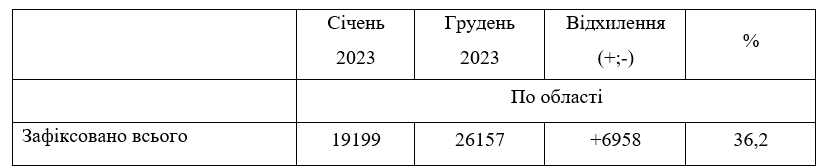 Січень 2023 Грудень 2023 Відхилення (+;-) %
По області
Зафіксовано всього 19199 26157 +6958 36,2